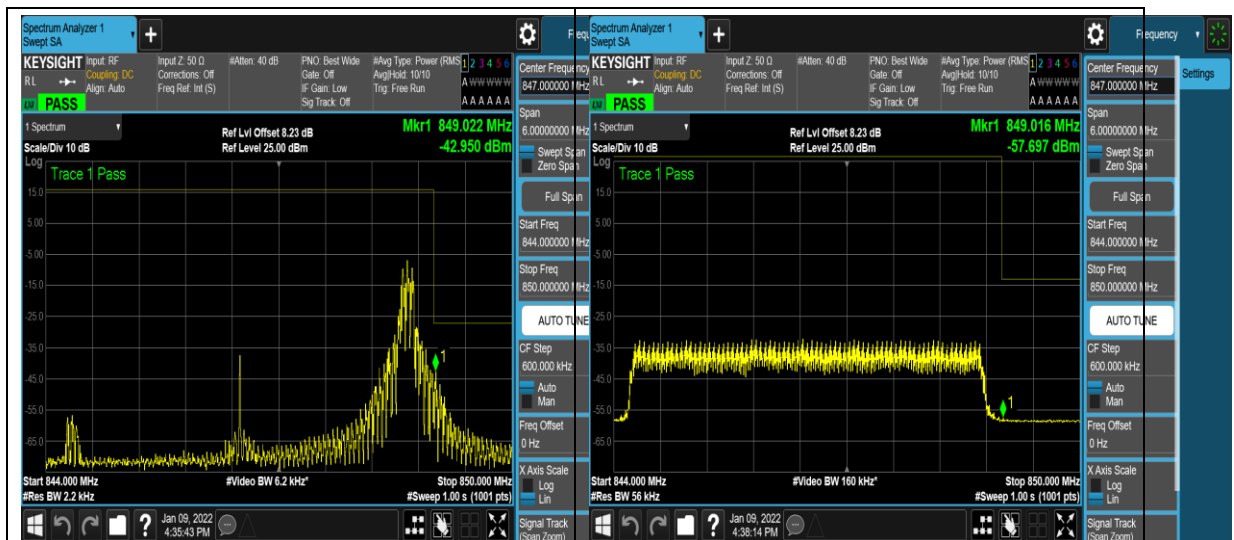 Spectrum Analyzer 1
Swept SA
+
KEYSIGHT
RL
LXI PASS
Input: RF
Coupling: DC
Align: Auto
Input Z: 50 Ω
Corrections: Off
Freq Ref: Int (S)
#Atten: 40 dB
PNO: Best Wide
Gate: Off
IF Gain: Low
Sig Track: Off
#Avg Type: Power (RMS
Avg|Hold: 10/10
Trig: Free Run
1 2 3 4 5 6
A W W W W W
A A A A A A
1 Spectrum
Scale/Div 10 dB
Ref Lvl Offset 8.23 dB
Ref Level 25.00 dBm
Mkr1 849.022 MHz
-42.950 dBm
Log
Trace 1 Pass
15.0
5.00
-5.00
-15.0
-25.0
-35.0
-45.0
-55.0
-65.0
1
Start 844.000 MHz
#Res BW 2.2 kHz
#Video BW 6.2 kHz*
Stop 850.000 MHz
#Sweep 1.00 s (1001 pts)
?
Jan 09, 2022
4:35:43 PM
Frequ
Center Frequency
847.000000 MHz
Span
6.00000000 MHz
Swept Span
Zero Span
Full Span
Start Freq
844.000000 MHz
Stop Freq
850.000000 MHz
AUTO TUNE
CF Step
600.000 kHz
Auto
Man
Freq Offset
0 Hz
X Axis Scale
Log
Lin
Signal Track
(Span Zoom)
Spectrum Analyzer 1
Swept SA
+
KEYSIGHT
RL
LXI PASS
Input: RF
Coupling: DC
Align: Auto
Input Z: 50 Ω
Corrections: Off
Freq Ref: Int (S)
#Atten: 40 dB
PNO: Best Wide
Gate: Off
IF Gain: Low
Sig Track: Off
#Avg Type: Power (RMS
Avg|Hold: 10/10
Trig: Free Run
1 2 3 4 5 6
A W W W W W
A A A A A A
1 Spectrum
Scale/Div 10 dB
Ref Lvl Offset 8.23 dB
Ref Level 25.00 dBm
Mkr1 849.016 MHz
-57.697 dBm
Log
Trace 1 Pass
15.0
5.00
-5.00
-15.0
-25.0
-35.0
-45.0
-55.0
-65.0
1
Start 844.000 MHz
#Res BW 56 kHz
#Video BW 160 kHz*
Stop 850.000 MHz
#Sweep 1.00 s (1001 pts)
?
Jan 09, 2022
4:38:14 PM
Frequency
Center Frequency
847.000000 MHz
Settings
Span
6.00000000 MHz
Swept Span
Zero Span
Full Span
Start Freq
844.000000 MHz
Stop Freq
850.000000 MHz
AUTO TUNE
CF Step
600.000 kHz
Auto
Man
Freq Offset
0 Hz
X Axis Scale
Log
Lin
Signal Track
(Span Zoom)